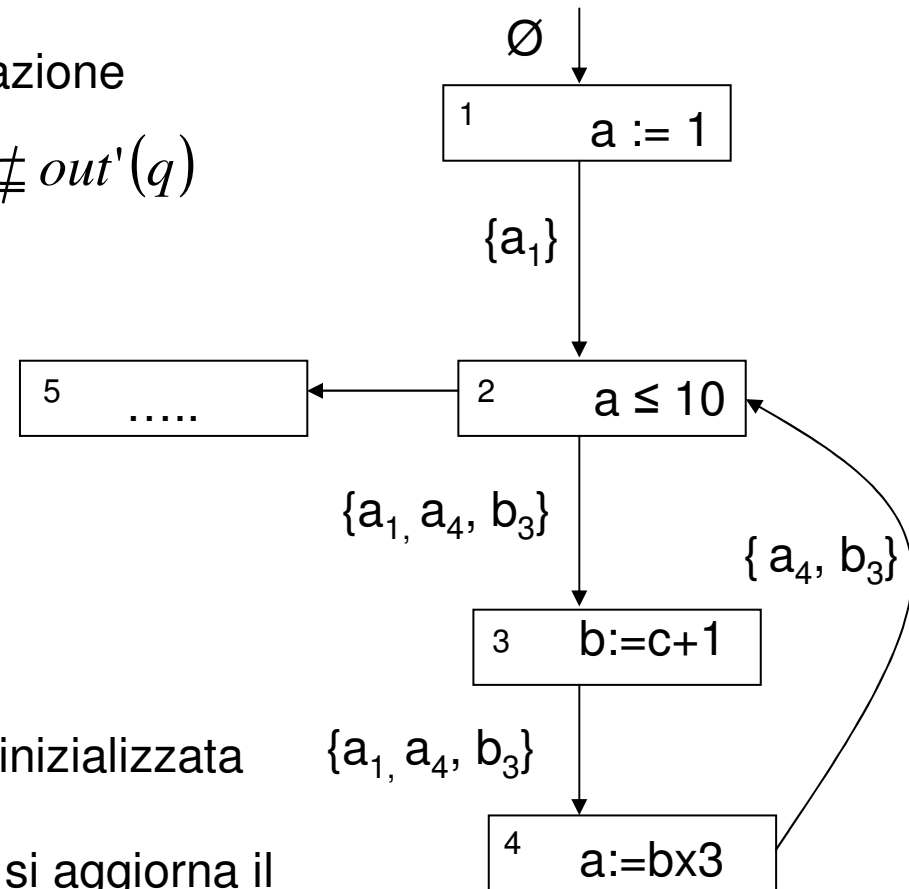 azione
⋢ out'(q)
inizializzata
si aggiorna il
Ø
1 a := 1
{a₁}
5 .....
2 a ≤ 10
{a₁, a₄, b₃}
{ a₄, b₃}
3 b:=c+1
{a₁, a₄, b₃}
4 a:=bx3